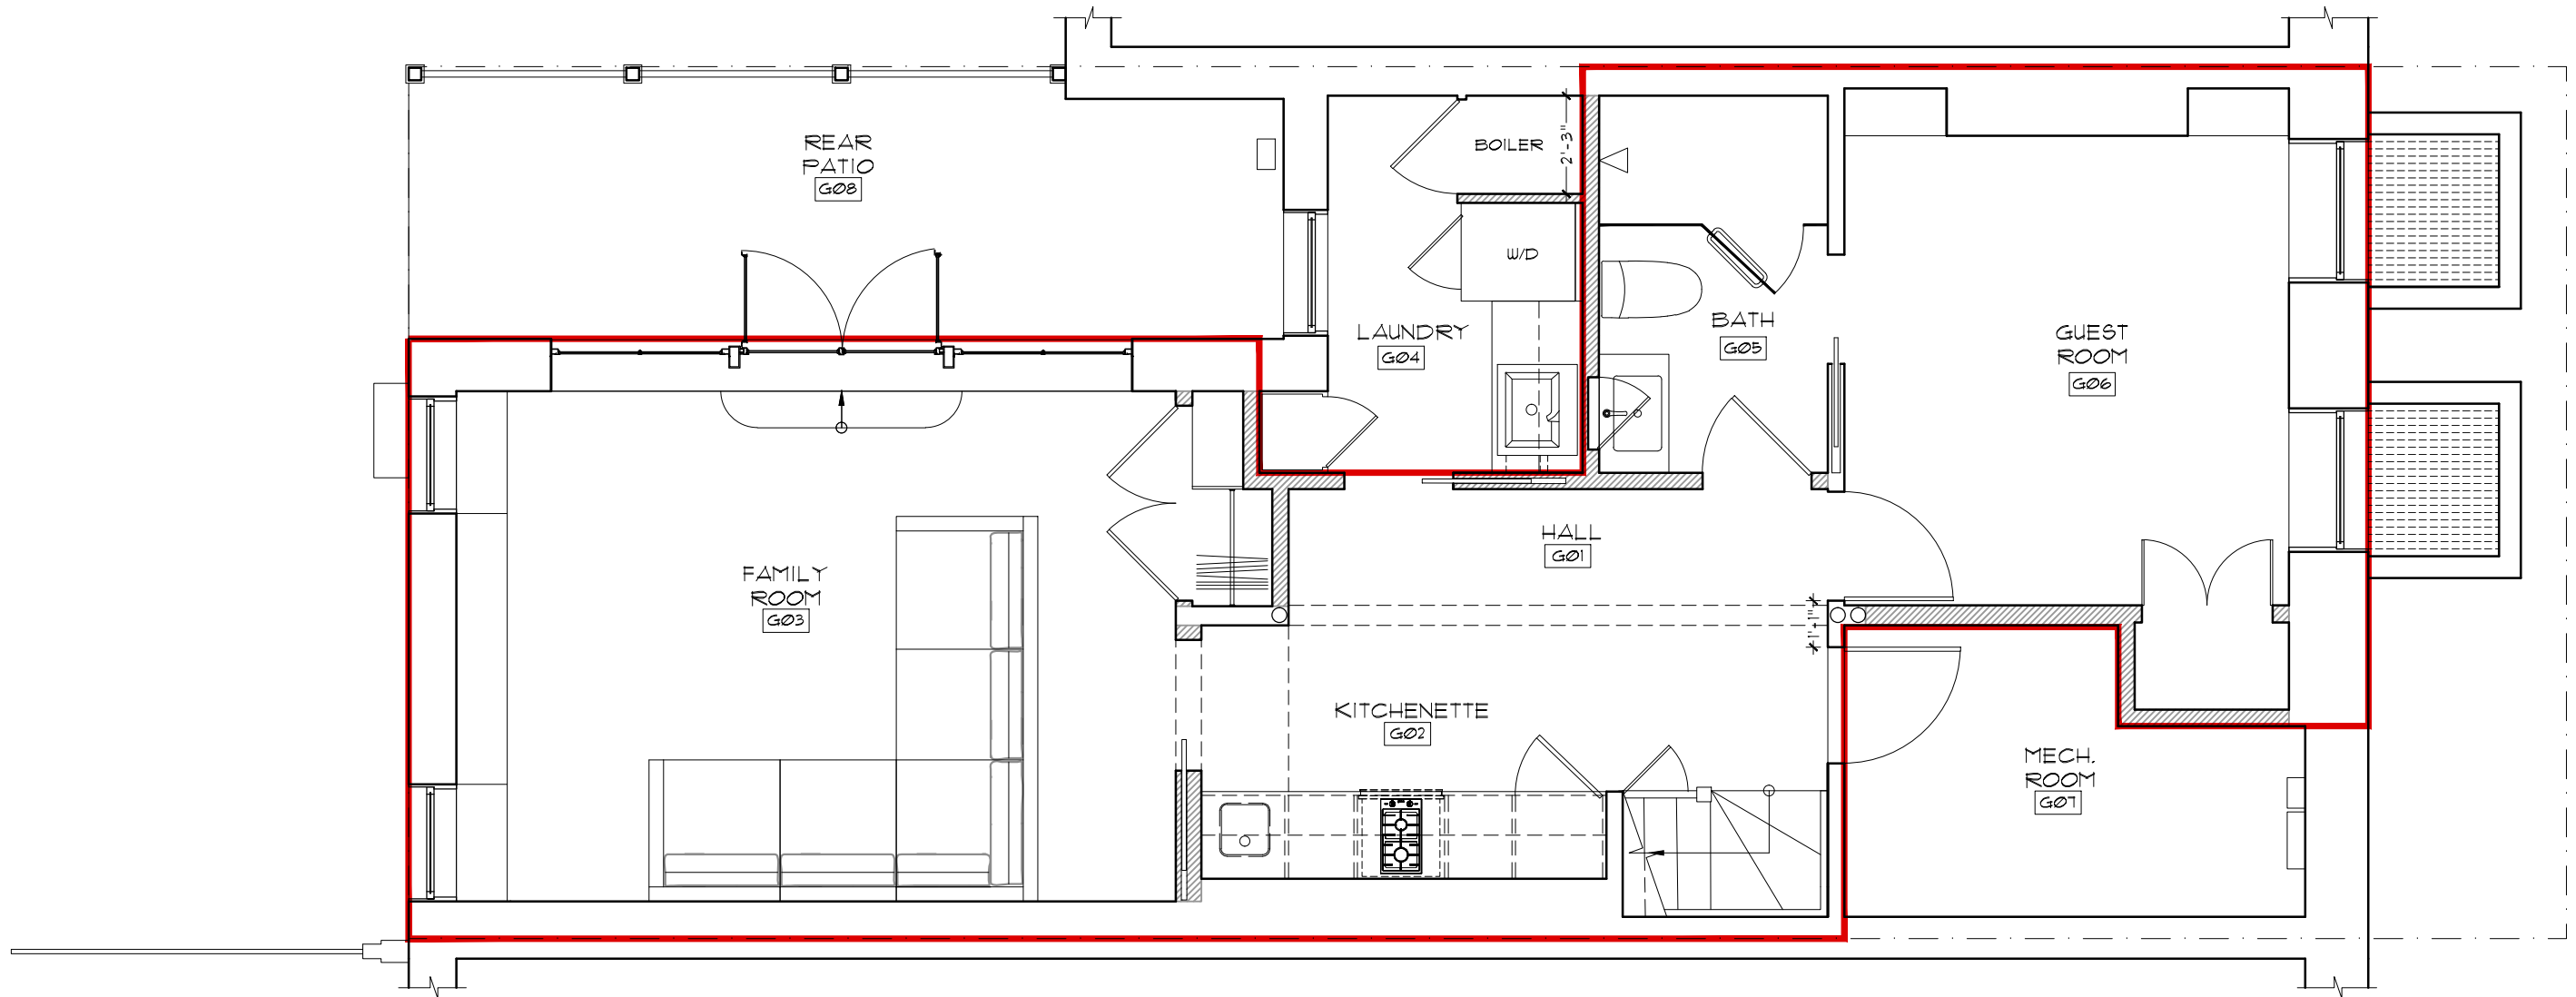 REAR
PATIO
G08
BOILER
2'-3"
W/D
LAUNDRY
G04
BATH
G05
GUEST
ROOM
G06
HALL
G01
FAMILY
ROOM
G03
1'-1"
KITCHENETTE
G02
MECH.
ROOM
G07